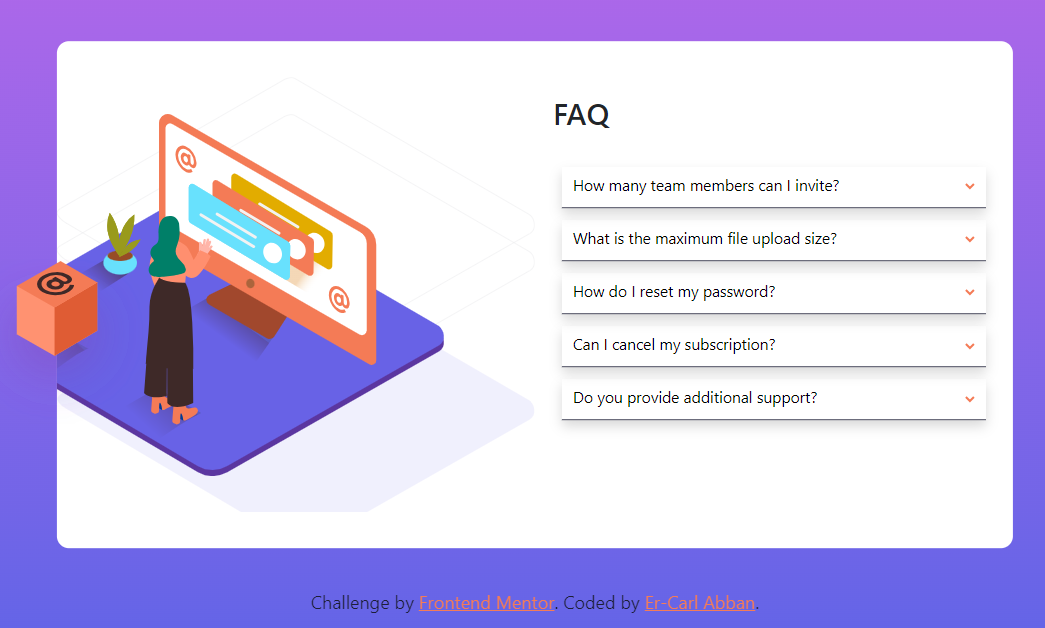 FAQ
How many team members can I invite?
What is the maximum file upload size?
How do I reset my password?
Can I cancel my subscription?
Do you provide additional support?
@
@
@
Challenge by Frontend Mentor. Coded by Er-Carl Abban.